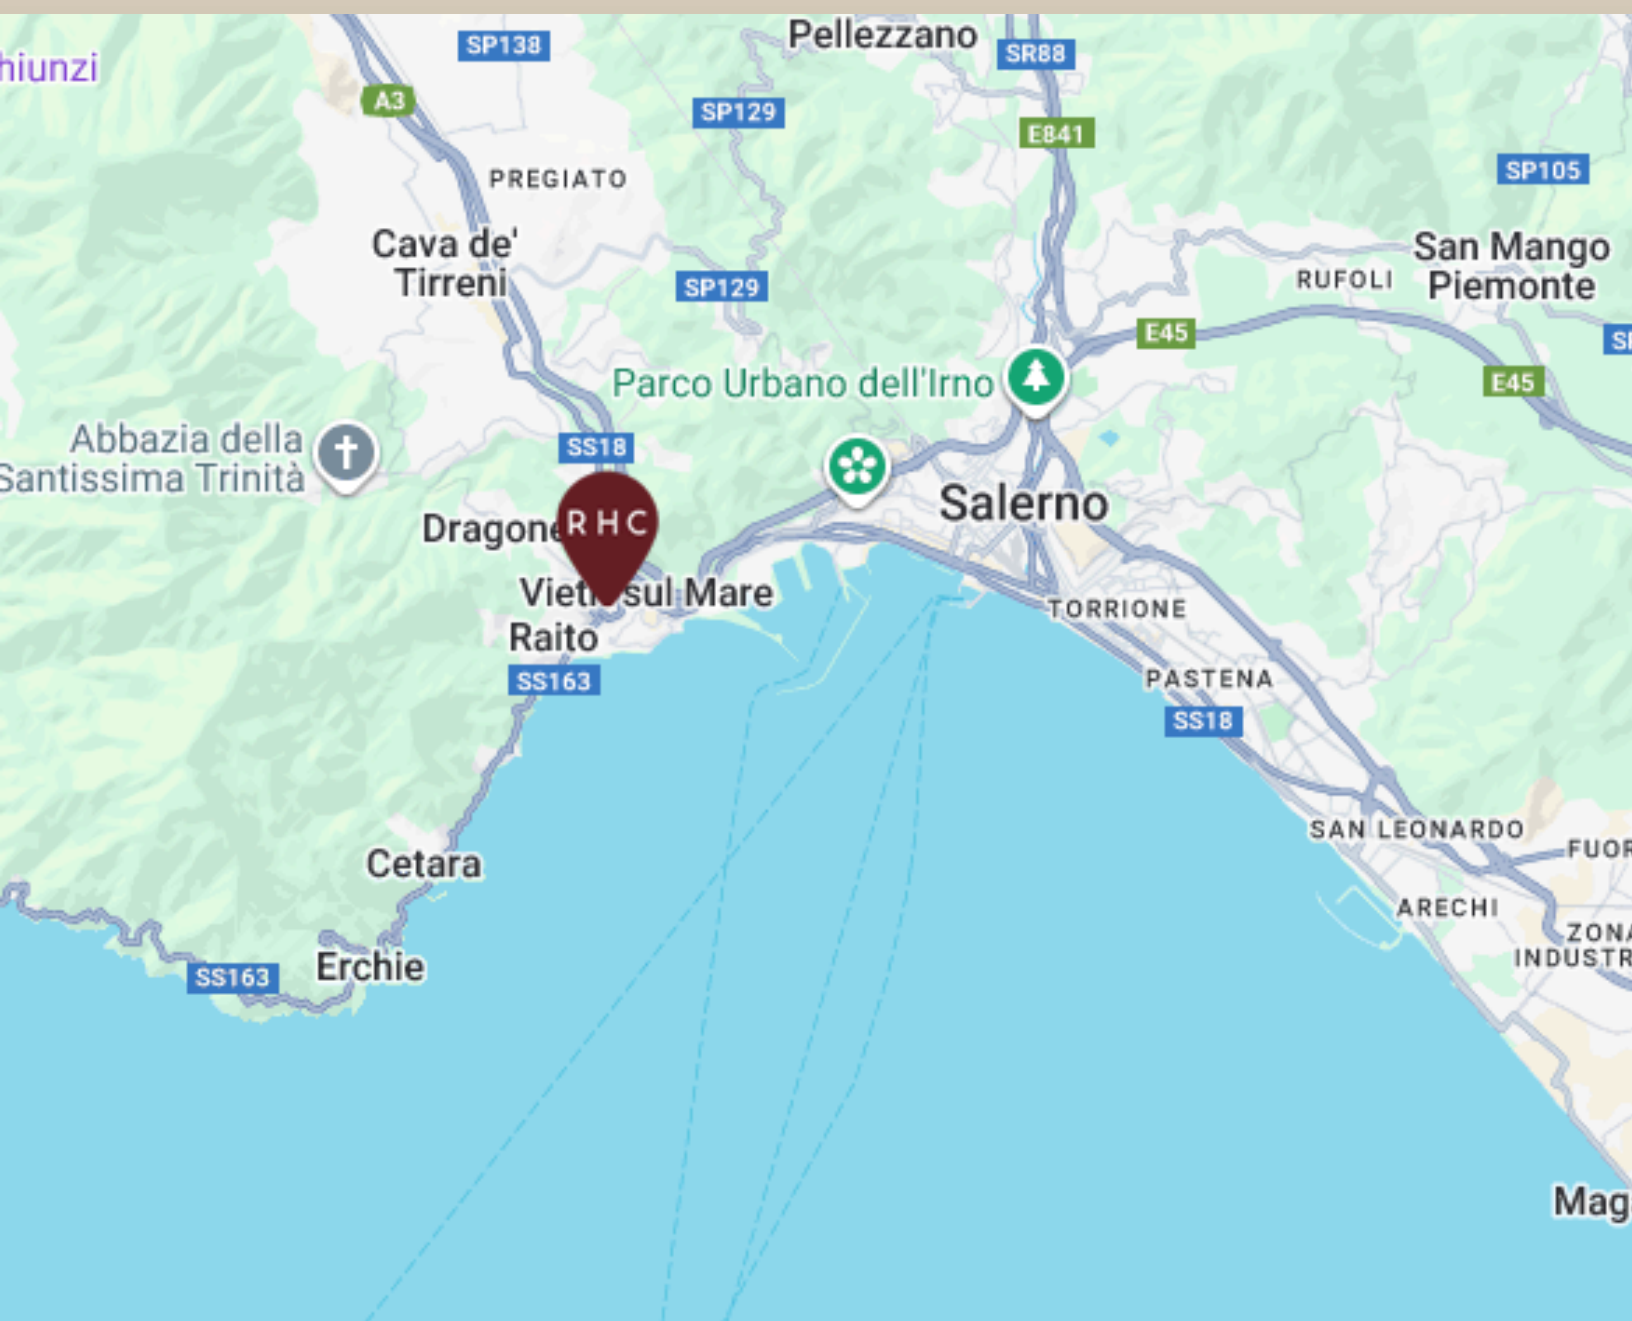 Pellezzano
SP138
SR88
hiunzi
A3
SP129
E841
SP105
PREGIATO
Cava de'
Tirreni
San Mango
Piemonte
RUFOLI
SP129
E45
E45
Parco Urbano dell'Irno
Abbazia della
Santissima Trinità
SS18
Salerno
RHC
Vietri sul Mare
TORRIONE
Raito
SS163
PASTENA
SS18
SAN LEONARDO
FUOR
Cetara
ARECHI
ZONA
INDUSTR
Erchie
SS163
Mag